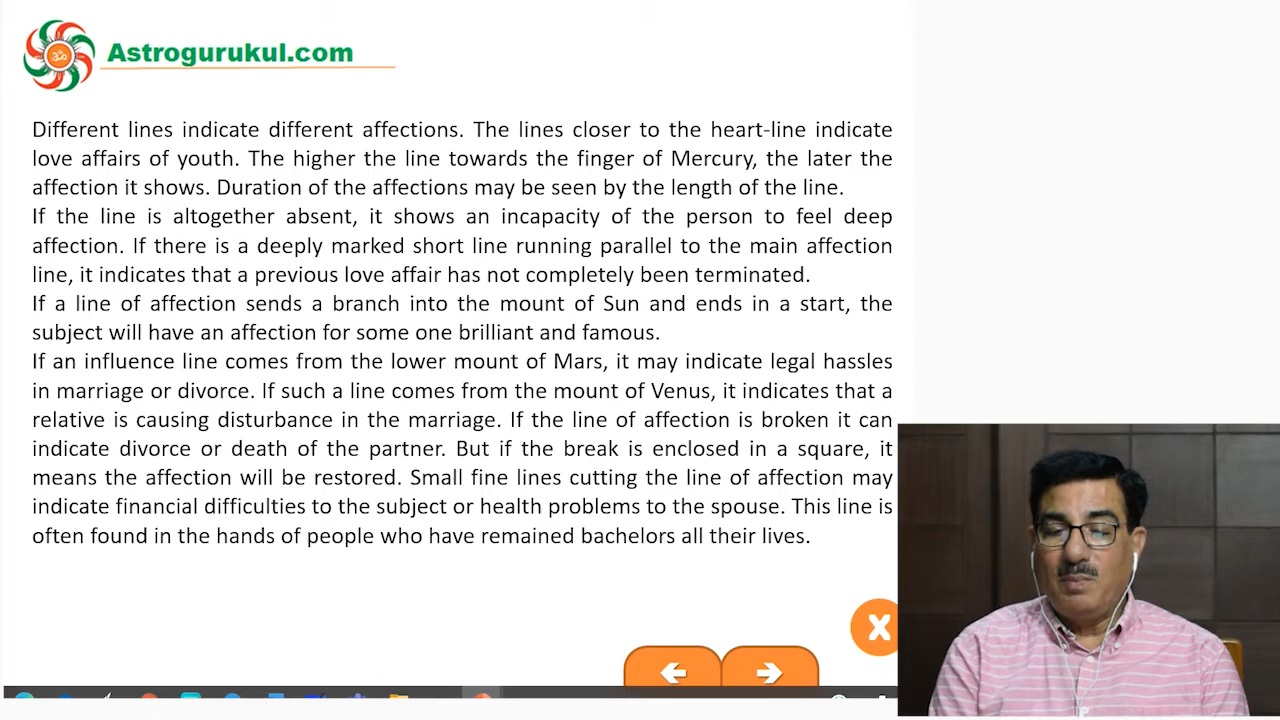 Astrogurukul.com
Different lines indicate different affections. The lines closer to the heart-line indicate
love affairs of youth. The higher the line towards the finger of Mercury, the later the
affection it shows. Duration of the affections may be seen by the length of the line.
If the line is altogether absent, it shows an incapacity of the person to feel deep
affection. If there is a deeply marked short line running parallel to the main affection
line, it indicates that a previous love affair has not completely been terminated.
If a line of affection sends a branch into the mount of Sun and ends in a start, the
subject will have an affection for some one brilliant and famous.
If an influence line comes from the lower mount of Mars, it may indicate legal hassles
in marriage or divorce. If such a line comes from the mount of Venus, it indicates that a
relative is causing disturbance in the marriage. If the line of affection is broken it can
indicate divorce or death of the partner. But if the break is enclosed in a square, it
means the affection will be restored. Small fine lines cutting the line of affection may
indicate financial difficulties to the subject or health problems to the spouse. This line is
often found in the hands of people who have remained bachelors all their lives.
X